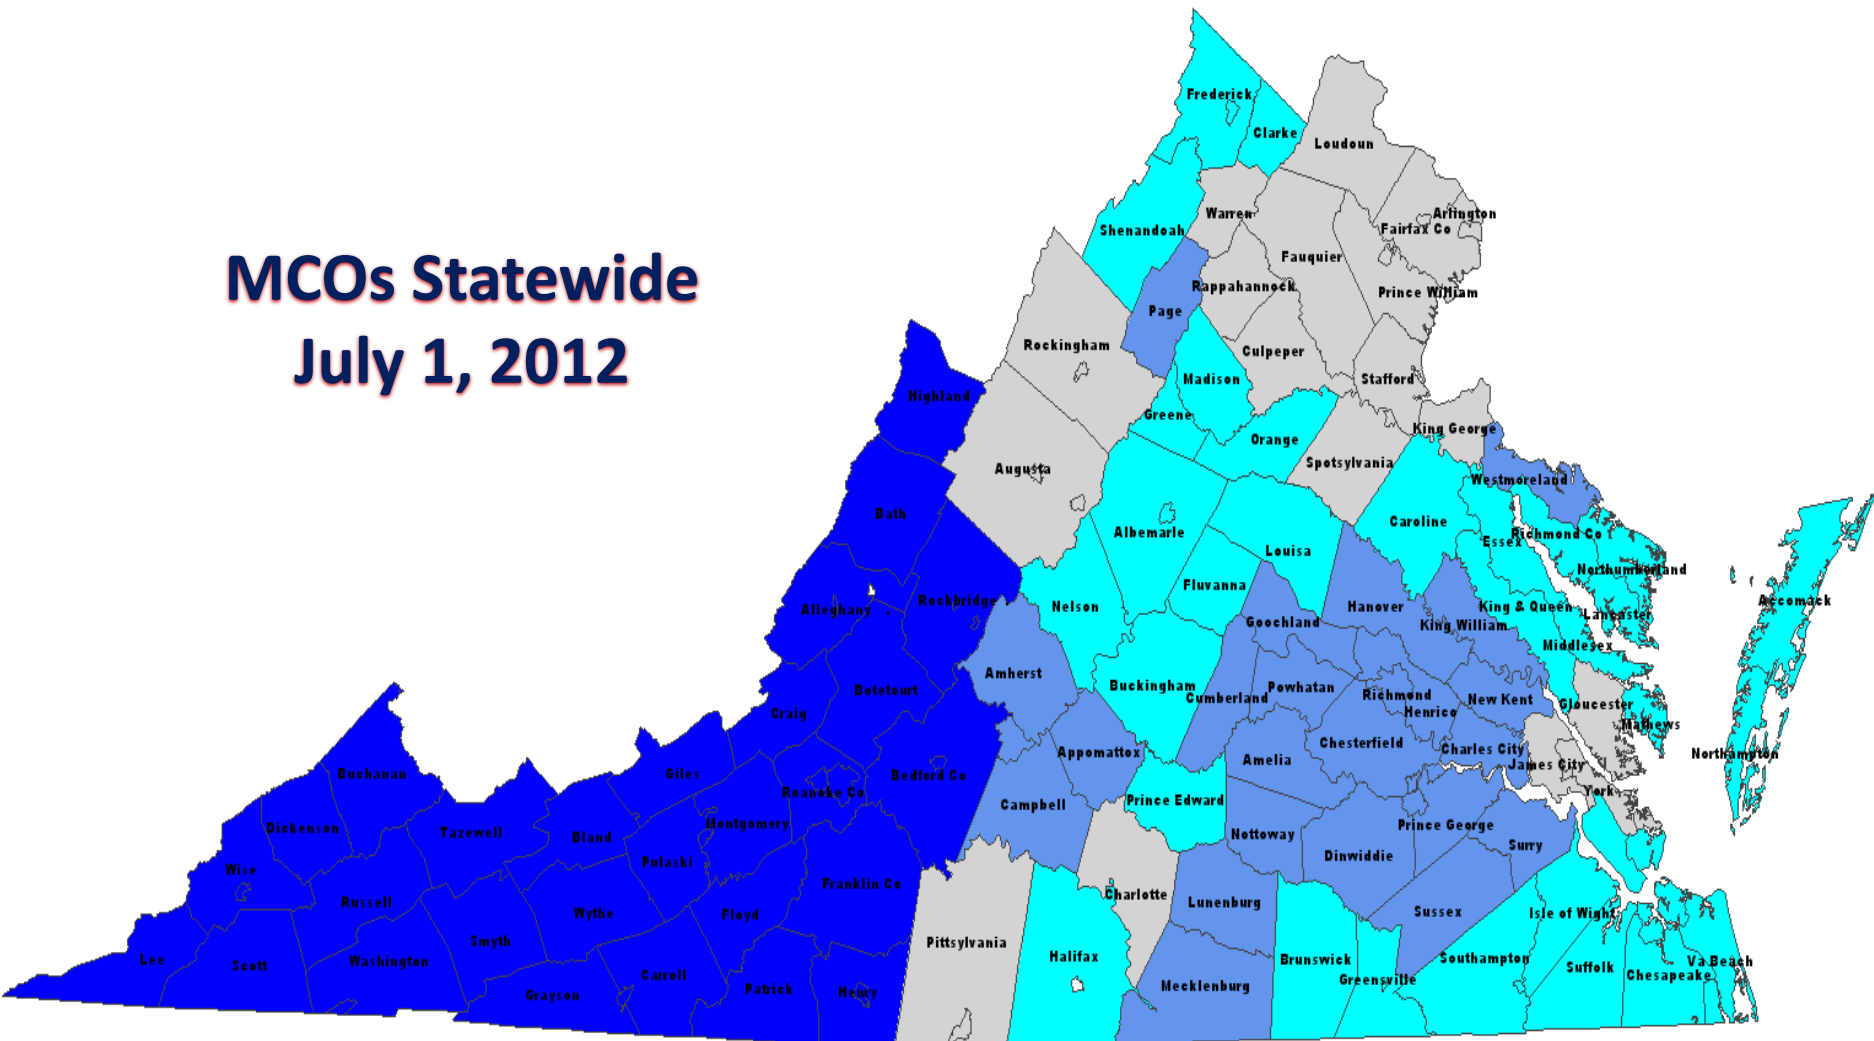 MCOs Statewide
July 1, 2012
Frederick
Clarke
Loudoun
Warren
Arlington
Fairfax Co
Shenandoah
Fauquier
Rappahannock
Prince William
Page
Rockingham
Culpeper
Madison
Stafford
Highland
Greene
King George
Orange
Spotsylvania
Augusta
Westmoreland
Bath
Caroline
Albemarle
Richmond Co
Essex
Louisa
Northumberland
Fluvanna
Accomack
Rockbridge
Alleghany
Nelson
Hanover
King & Queen
Lancaster
Goochland
King William
Middlesex
Amherst
Buckingham
Powhatan
Botetourt
Cumberland
Richmond
New Kent
Gloucester
Henrico
Craig
Mathews
Chesterfield
Charles City
Appomattox
Northampton
Amelia
James City
Buchanan
Giles
Bedford Co
Roanoke Co
York
Prince Edward
Campbell
Montgomery
Prince George
Dickenson
Tazewell
Bland
Nottoway
Surry
Dinwiddie
Pulaski
Wise
Franklin Co
Charlotte
Russell
Lunenburg
Wythe
Floyd
Sussex
Isle of Wight
Smyth
Pittsylvania
Halifax
Lee
Scott
Washington
Brunswick
Southampton
Va Beach
Suffolk
Carroll
Chesapeake
Greensville
Patrick
Mecklenburg
Henry
Grayson